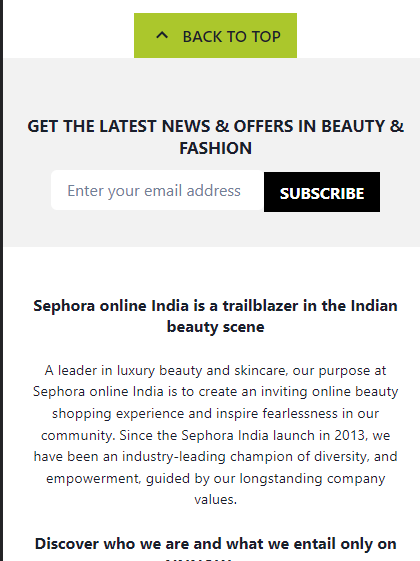 BACK TO TOP
GET THE LATEST NEWS & OFFERS IN BEAUTY &
FASHION
Enter your email address
SUBSCRIBE
Sephora online India is a trailblazer in the Indian
beauty scene
A leader in luxury beauty and skincare, our purpose at
Sephora online India is to create an inviting online beauty
shopping experience and inspire fearlessness in our
community. Since the Sephora India launch in 2013, we
have been an industry-leading champion of diversity, and
empowerment, guided by our longstanding company
values.
Discover who we are and what we entail only on